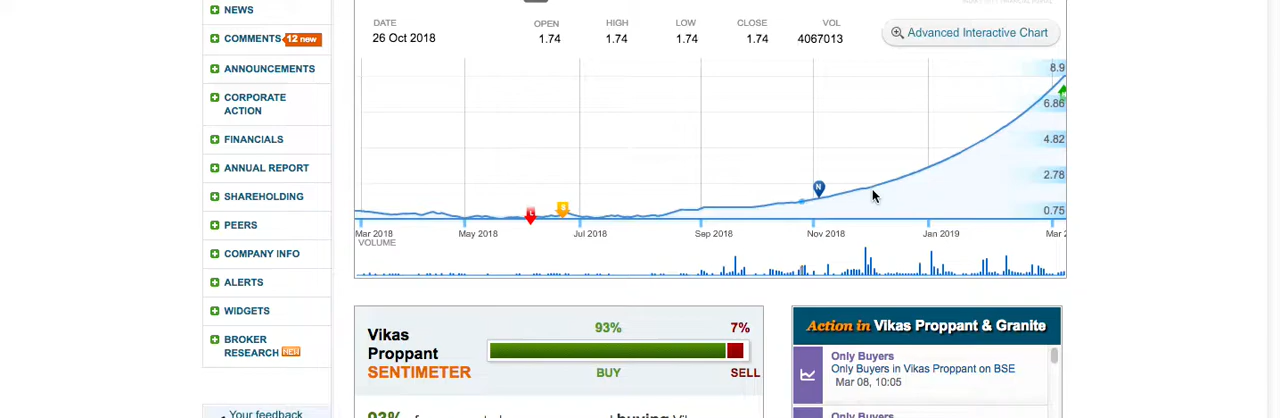 NEWS
COMMENTS 12 new
ANNOUNCEMENTS
CORPORATE
ACTION
FINANCIALS
ANNUAL REPORT
SHAREHOLDING
PEERS
COMPANY INFO
ALERTS
WIDGETS
BROKER
RESEARCH NEW
Your feedback
DATE OPEN HIGH LOW CLOSE VOL
26 Oct 2018 1.74 1.74 1.74 1.74 4067013
Advanced Interactive Chart
8.9
6.86
4.82
2.78
0.75
N
Mar 2018 May 2018 Jul 2018 Sep 2018 Nov 2018 Jan 2019 Mar 2
VOLUME
Vikas
Proppant
SENTIMETER
93% 7%
BUY SELL
93%
buying
Action in Vikas Proppant & Granite
Only Buyers
Only Buyers in Vikas Proppant on BSE
Mar 08, 10:05
Only Buyers